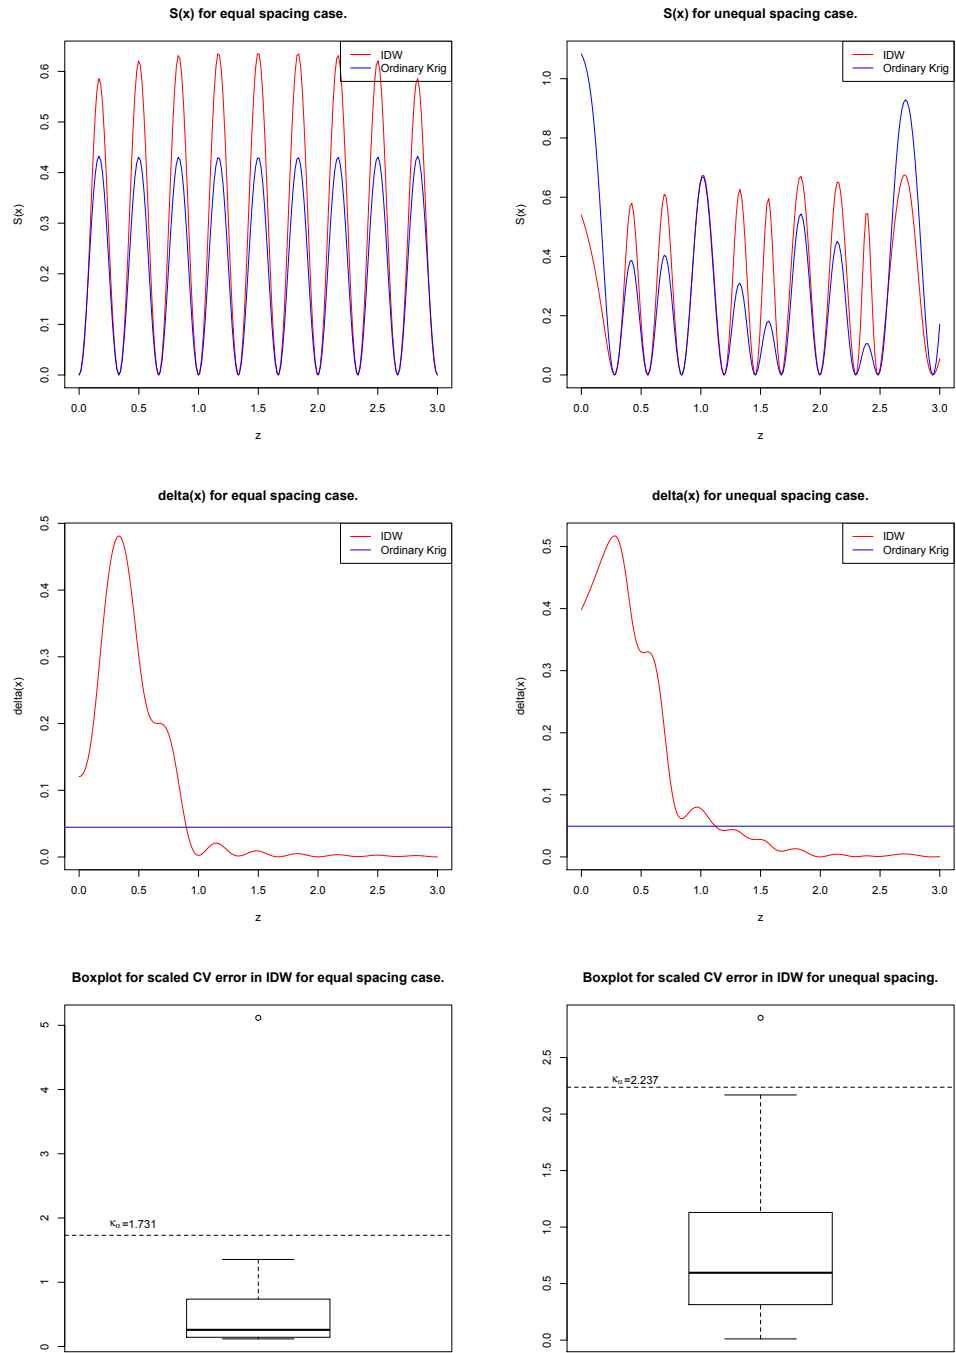 S(x) for equal spacing case.
IDW
Ordinary Krig
S(x)
0.0 0.1 0.2 0.3 0.4 0.5 0.6
0.0 0.5 1.0 1.5 2.0 2.5 3.0
z
S(x) for unequal spacing case.
IDW
Ordinary Krig
S(x)
0.0 0.2 0.4 0.6 0.8 1.0
0.0 0.5 1.0 1.5 2.0 2.5 3.0
z
delta(x) for equal spacing case.
IDW
Ordinary Krig
delta(x)
0.0 0.1 0.2 0.3 0.4 0.5
0.0 0.5 1.0 1.5 2.0 2.5 3.0
z
delta(x) for unequal spacing case.
IDW
Ordinary Krig
delta(x)
0.0 0.1 0.2 0.3 0.4 0.5
0.0 0.5 1.0 1.5 2.0 2.5 3.0
z
Boxplot for scaled CV error in IDW for equal spacing case.
0 1 2 3 4 5
κα=1.731
Boxplot for scaled CV error in IDW for unequal spacing.
0.0 0.5 1.0 1.5 2.0 2.5
κα=2.237